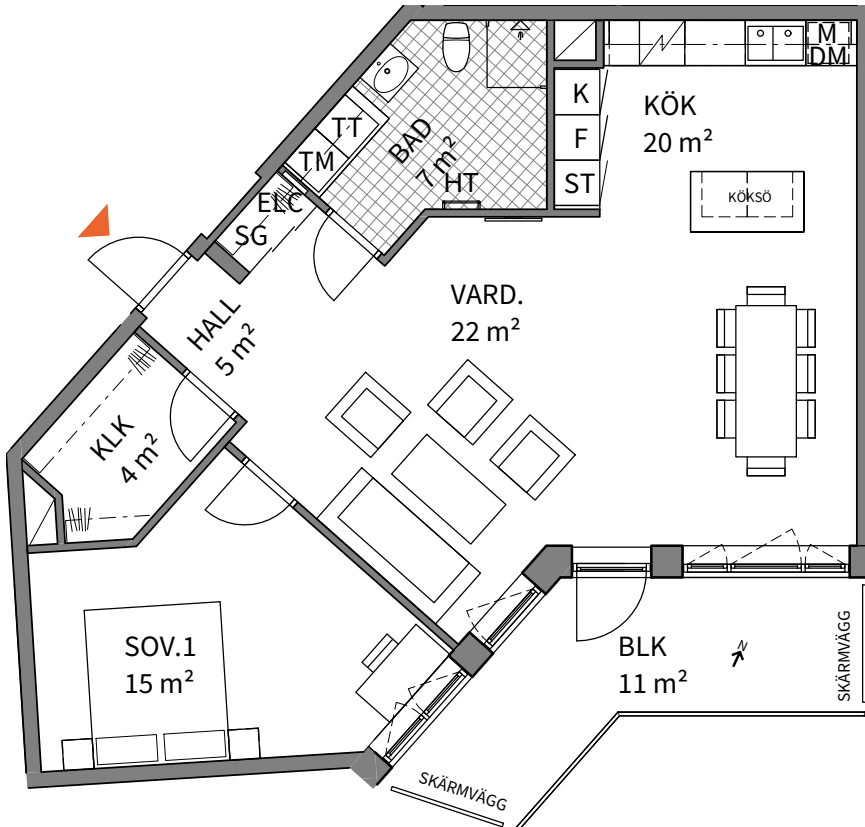 M
DM
K
F
ST
KÖK
20 m²
KÖKSÖ
TT
TM
BAD
7 m²
HT
ELC
SG
HALL
5 m²
VARD.
22 m²
KLK
4 m²
SOV.1
15 m²
BLK
11 m²
N
SKÄRMVÄGG
SKÄRMVÄGG